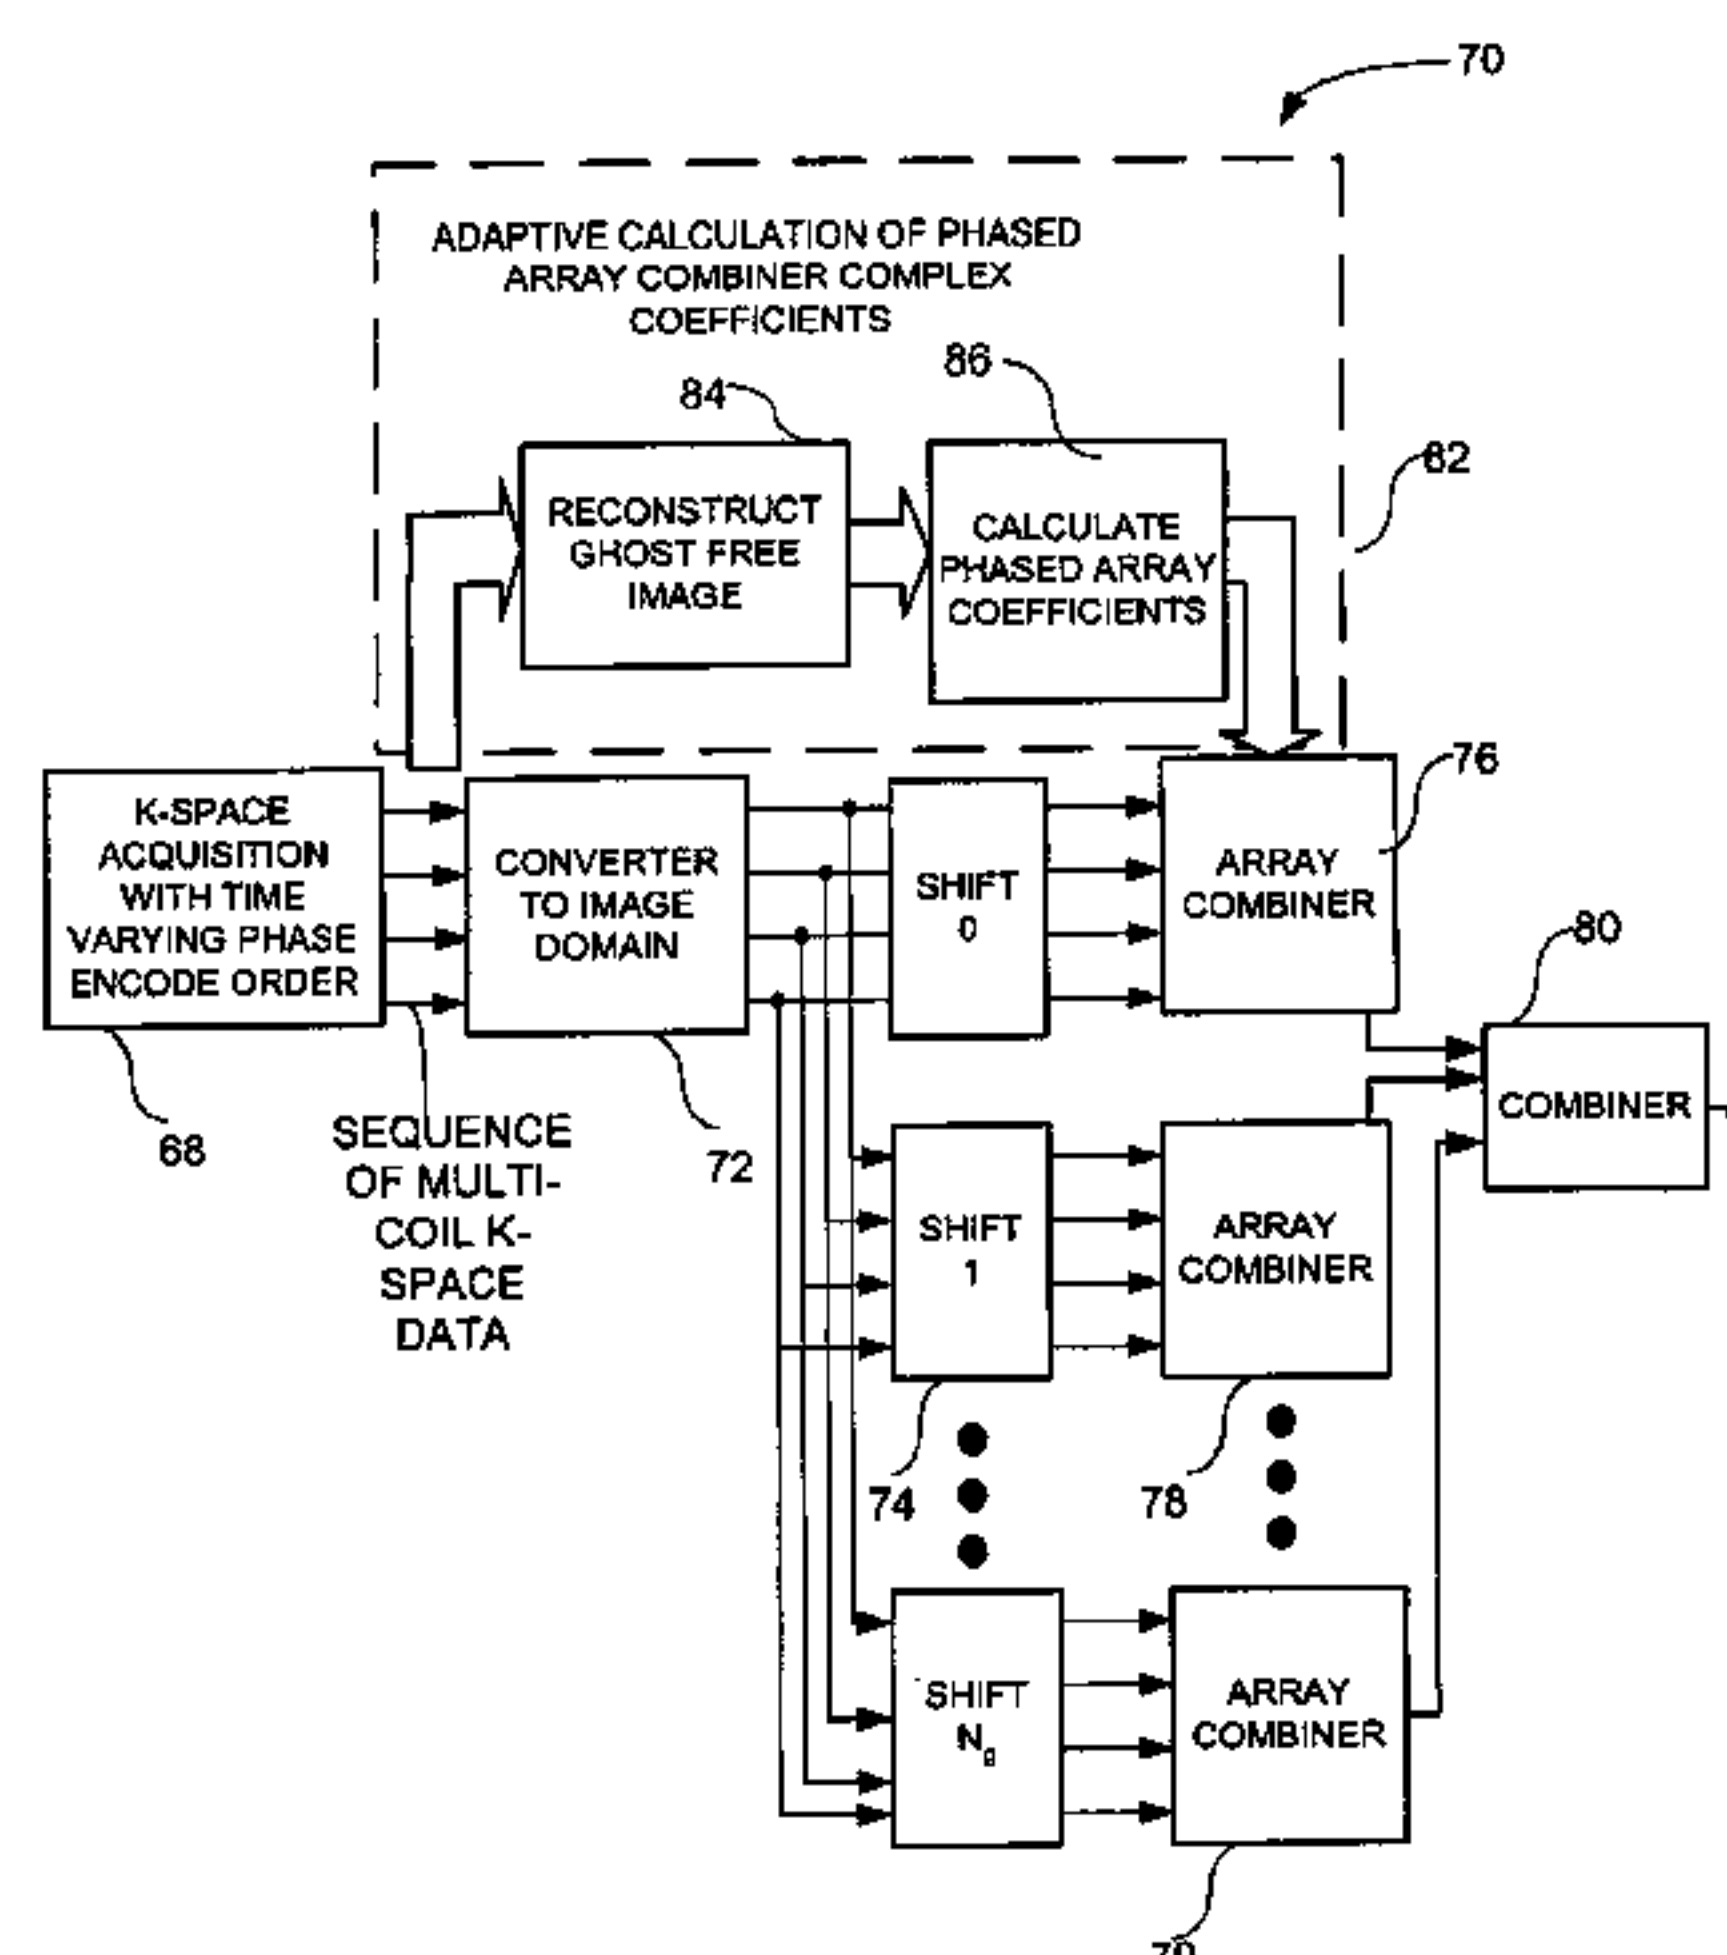 70
ADAPTIVE CALCULATION OF PHASED
ARRAY COMBINER COMPLEX
COEFFICIENTS
86
84
82
RECONSTRUCT
GHOST FREE
IMAGE
CALCULATE
PHASED ARRAY
COEFFICIENTS
76
K-SPACE
ACQUISITION
WITH TIME
VARYING PHASE
ENCODE ORDER
CONVERTER
TO IMAGE
DOMAIN
SHIFT
0
ARRAY
COMBINER
80
COMBINER
68
SEQUENCE
OF MULTI-
COIL K-
SPACE
DATA
72
SHIFT
1
ARRAY
COMBINER
74
78
SHIFT
Ng
ARRAY
COMBINER